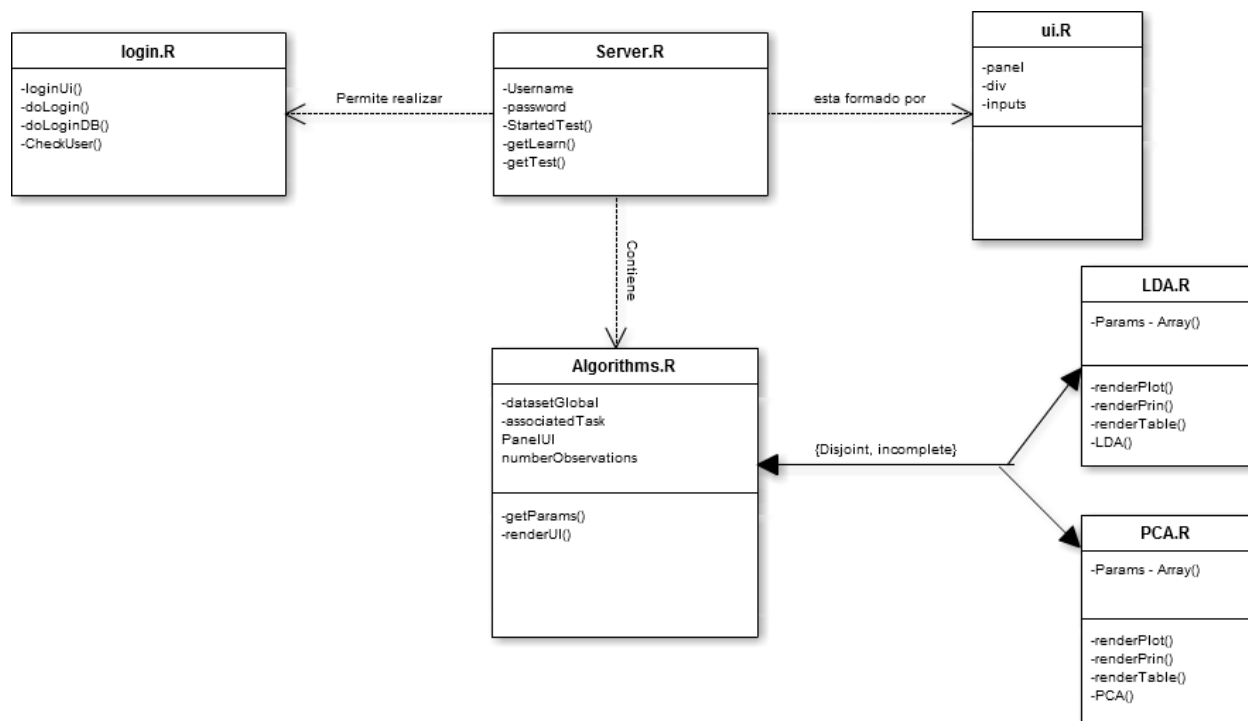 login.R
-loginUi()
-doLogin()
-doLoginDB()
-CheckUser()
Permite realizar
Server.R
-Username
-password
-StartedTest()
-getLearn()
-getTest()
esta formado por
ui.R
-panel
-div
-inputs
Contiene
Algorithms.R
-datasetGlobal
-associatedTask
PanelUI
numberObservations
-getParams()
-renderUI()
{Disjoint, incomplete}
LDA.R
-Params - Array()
-renderPlot()
-renderPrin()
-renderTable()
-LDA()
PCA.R
-Params - Array()
-renderPlot()
-renderPrin()
-renderTable()
-PCA()